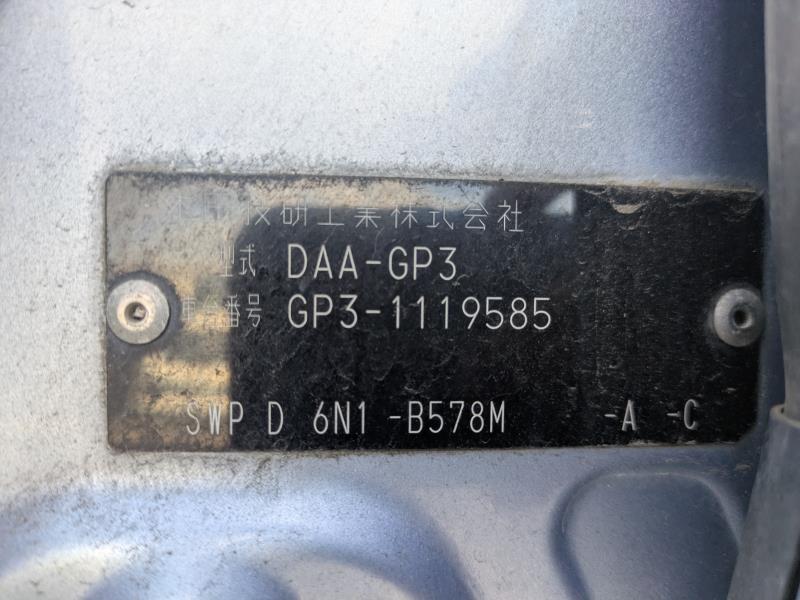 技研工業株式会社
型式 DAA-GP3
車台番号 GP3-1119585
SWP D 6N1 -B578M -A -C